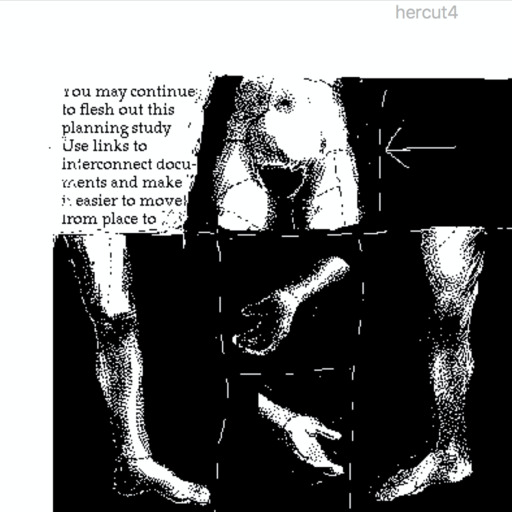 hercut4
You may continue
to flesh out this
planning study
Use links to
interconnect docu-
ments and make
it easier to move
from place to